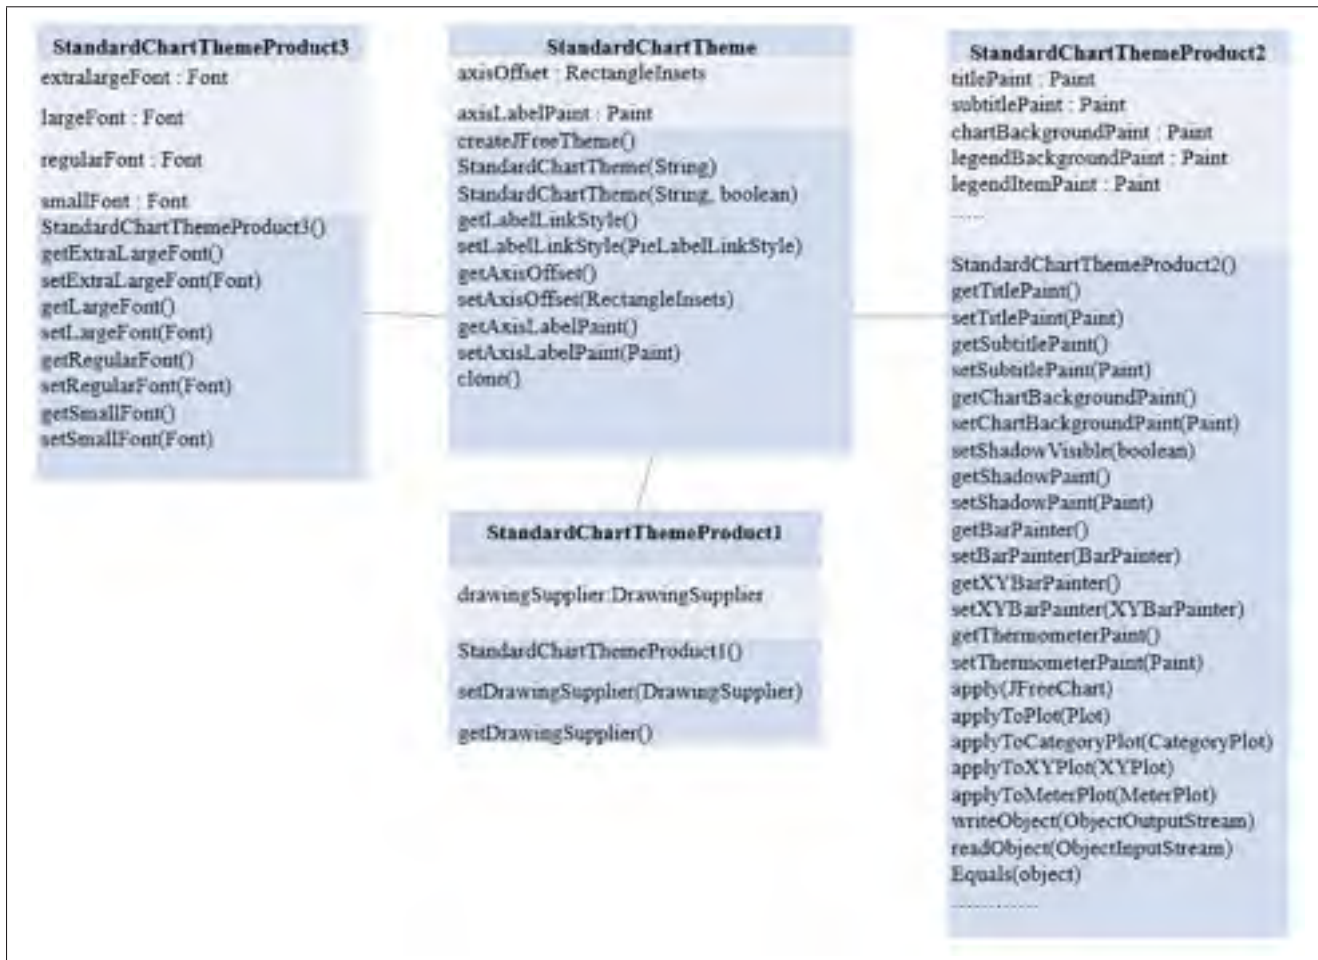 StandardChartThemeProduct3
extralargeFont : Font
largeFont : Font
regularFont : Font
smallFont : Font
StandardChartThemeProduct3()
getExtraLargeFont()
setExtraLargeFont(Font)
getLargeFont()
setLargeFont(Font)
getRegularFont()
setRegularFont(Font)
getSmallFont()
setSmallFont(Font)
StandardChartTheme
axisOffset : RectangleInsets
axisLabelPaint : Paint
createJFreeTheme()
StandardChartTheme(String)
StandardChartTheme(String, boolean)
getLabelLinkStyle()
setLabelLinkStyle(PieLabelLinkStyle)
getAxisOffset()
setAxisOffset(RectangleInsets)
getAxisLabelPaint()
setAxisLabelPaint(Paint)
clone()
StandardChartThemeProduct1
drawingSupplier:DrawingSupplier
StandardChartThemeProduct1()
setDrawingSupplier(DrawingSupplier)
getDrawingSupplier()
StandardChartThemeProduct2
titlePaint : Paint
subtitlePaint : Paint
chartBackgroundPaint : Paint
legendBackgroundPaint : Paint
legendItemPaint : Paint
......
StandardChartThemeProduct2()
getTitlePaint()
setTitlePaint(Paint)
getSubtitlePaint()
setSubtitlePaint(Paint)
getChartBackgroundPaint()
setChartBackgroundPaint(Paint)
setShadowVisible(boolean)
getShadowPaint()
setShadowPaint(Paint)
getBarPainter()
setBarPainter(BarPainter)
getXYBarPainter()
setXYBarPainter(XYBarPainter)
getThermometerPaint()
setThermometerPaint(Paint)
apply(JFreeChart)
applyToPlot(Plot)
applyToCategoryPlot(CategoryPlot)
applyToXYPlot(XYPlot)
applyToMeterPlot(MeterPlot)
writeObject(ObjectOutputStream)
readObject(ObjectInputStream)
Equals(object)
...............